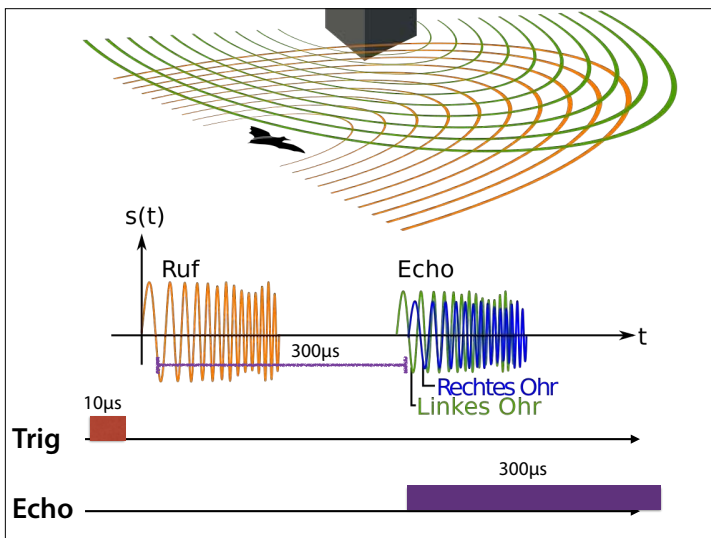 s(t)
Ruf
Echo
t
300µs
Rechtes Ohr
Linkes Ohr
10µs
Trig
300µs
Echo